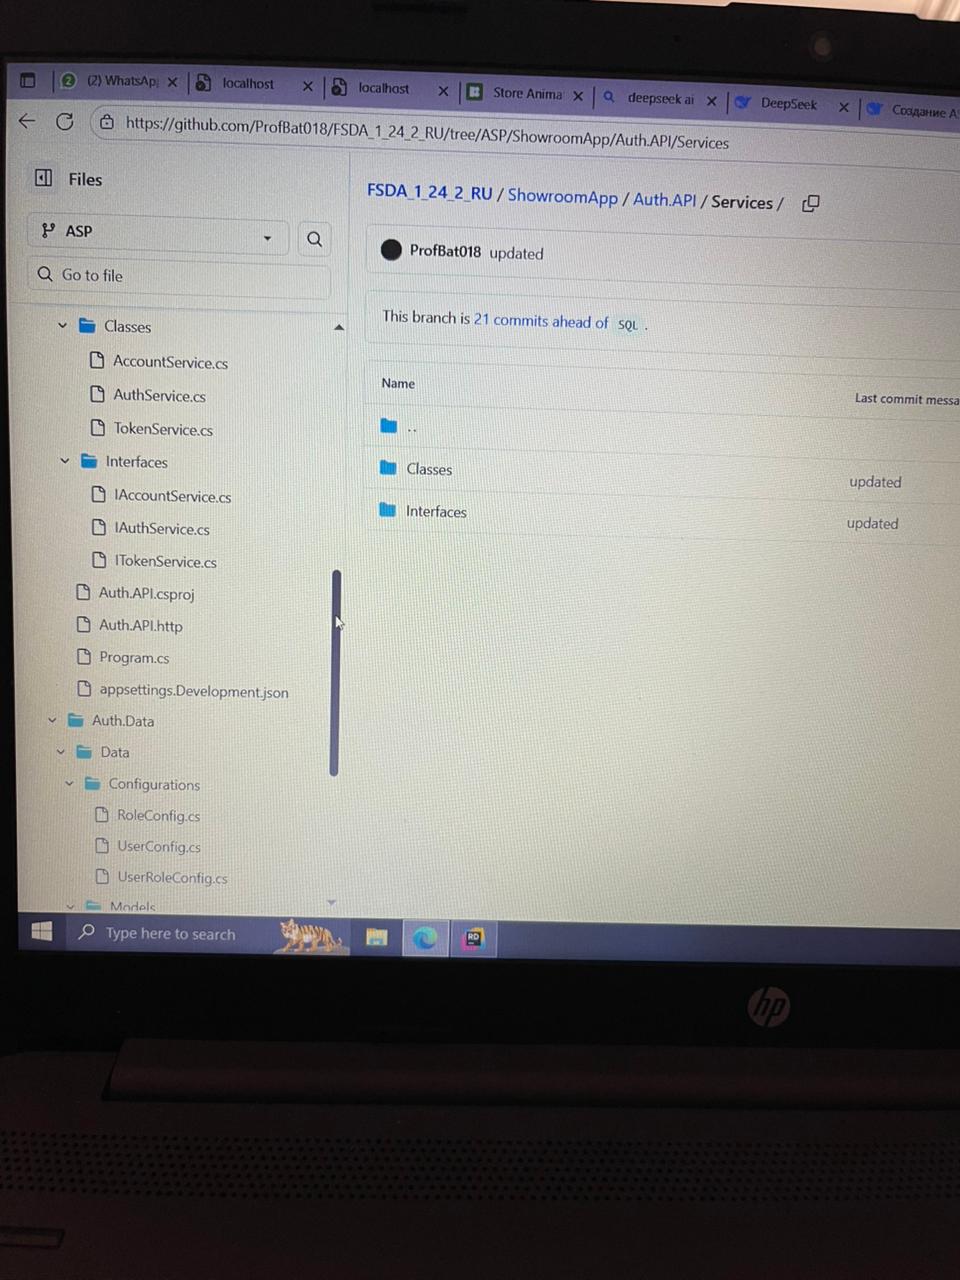 (2) WhatsAp
localhost
localhost
Store Anima
deepseek ai
DeepSeek
Создание A
https://github.com/ProfBat018/FSDA_1_24_2_RU/tree/ASP/ShowroomApp/Auth.API/Services
Files
FSDA_1_24_2_RU / ShowroomApp / Auth.API / Services /
ASP
ProfBat018 updated
Go to file
This branch is 21 commits ahead of SQL .
Classes
AccountService.cs
AuthService.cs
TokenService.cs
Interfaces
IAccountService.cs
IAuthService.cs
ITokenService.cs
Auth.API.csproj
Auth.API.http
Program.cs
appsettings.Development.json
Auth.Data
Data
Configurations
RoleConfig.cs
UserConfig.cs
UserRoleConfig.cs
Models
Name
Last commit messa
..
Classes
updated
Interfaces
updated
Type here to search
RD
hp